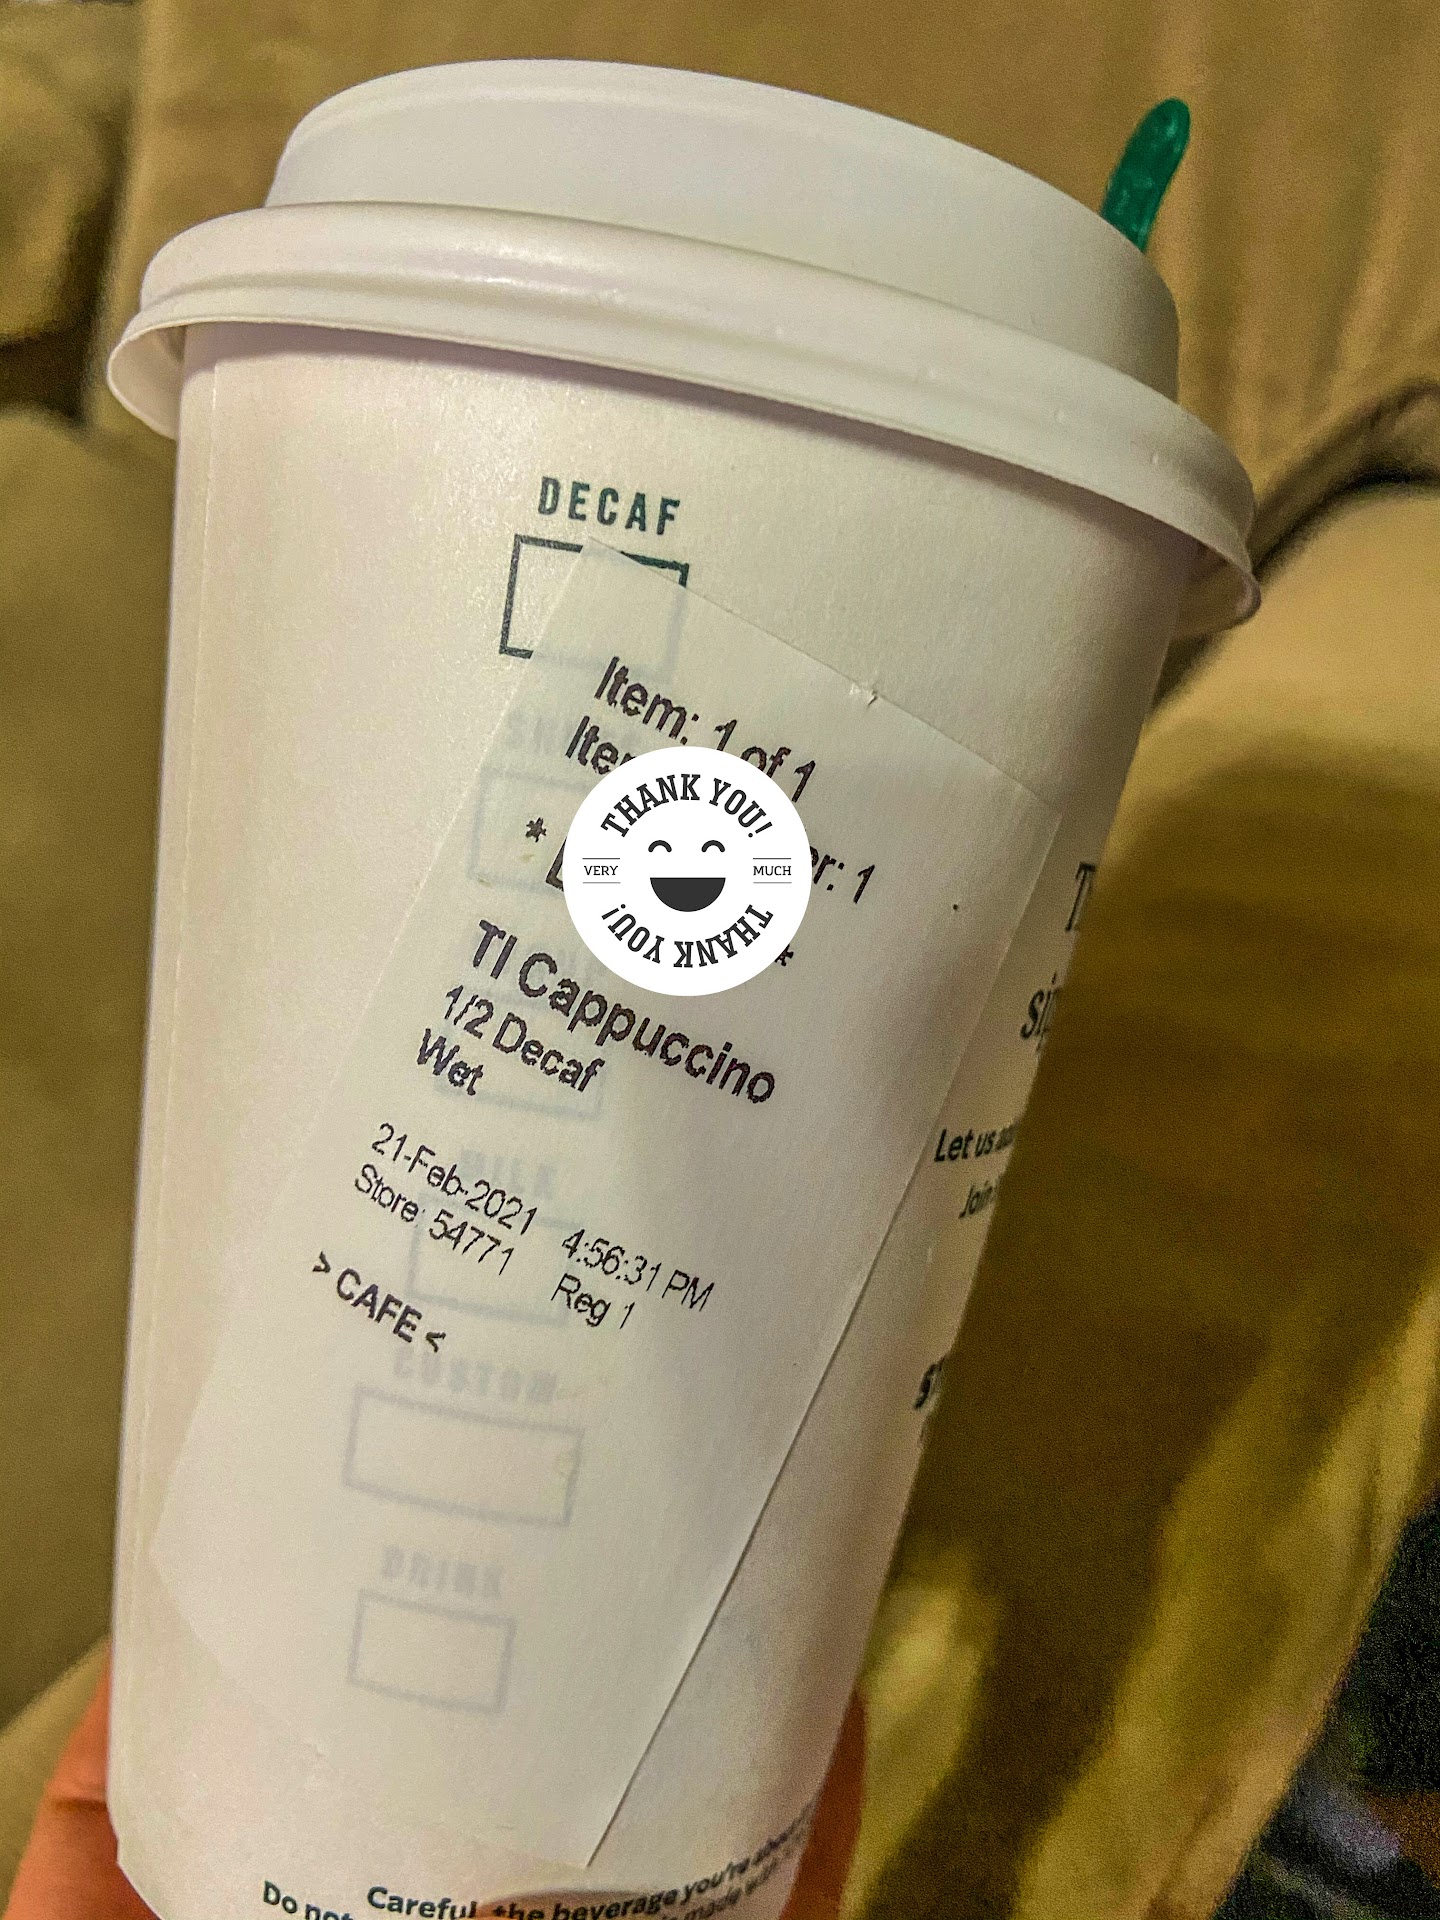 DECAF
Item: 1 of 1
THANK YOU!
VERY MUCH
THANK YOU!
* 1
*
TI Cappuccino
1/2 Decaf
Wet
21-Feb-2021 4:56:31 PM
Store: 54771 Reg 1
> CAFE <
MILK
CUSTOM
DRINK
Let us
Join
Careful, the beverage you're about
Do not